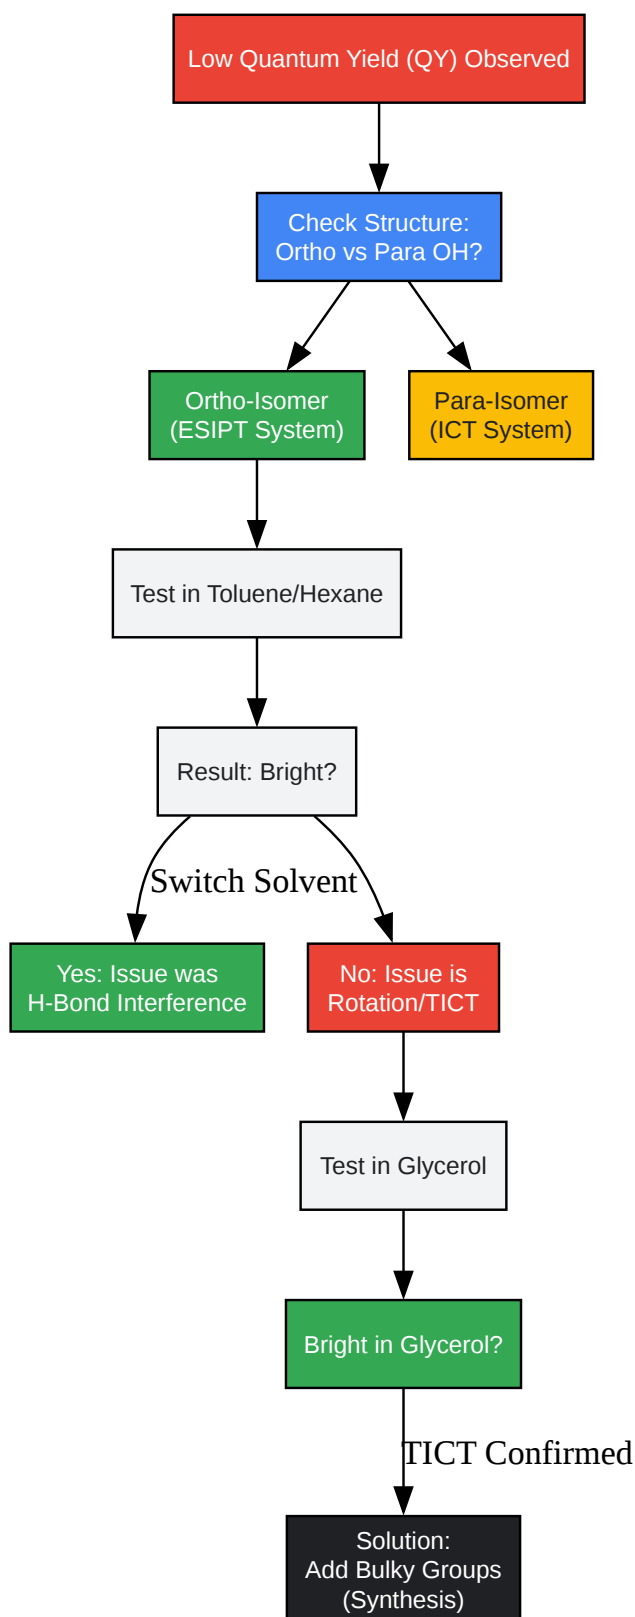 Low Quantum Yield (QY) Observed
Check Structure:
Ortho vs Para OH?
Ortho-Isomer
(ESIPT System)
Para-Isomer
(ICT System)
Test in Toluene/Hexane
Result: Bright?
Switch Solvent
Yes: Issue was
H-Bond Interference
No: Issue is
Rotation/TICT
Test in Glycerol
Bright in Glycerol?
TICT Confirmed
Solution:
Add Bulky Groups
(Synthesis)